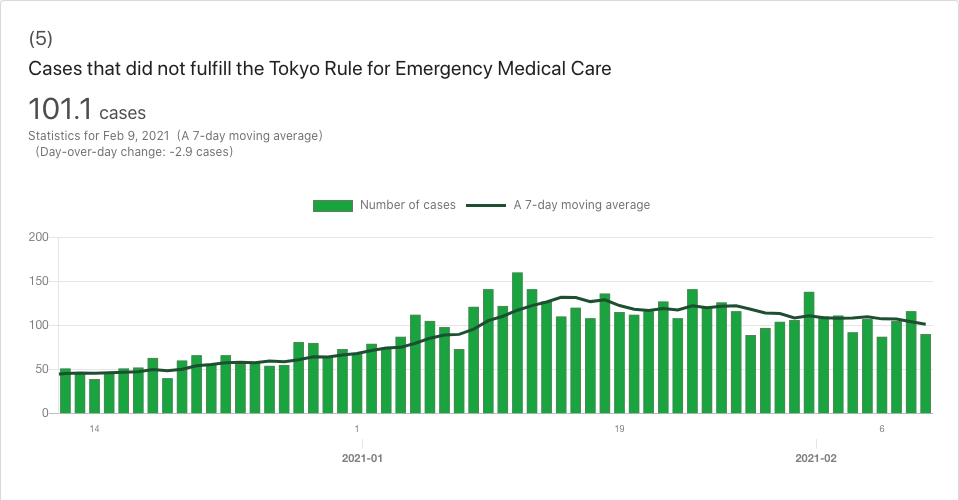 (5)
Cases that did not fulfill the Tokyo Rule for Emergency Medical Care
101.1 cases
Statistics for Feb 9, 2021 (A 7-day moving average)
(Day-over-day change: -2.9 cases)
Number of cases A 7-day moving average
200
150
100
50
0
14 1 19 6
2021-01 2021-02